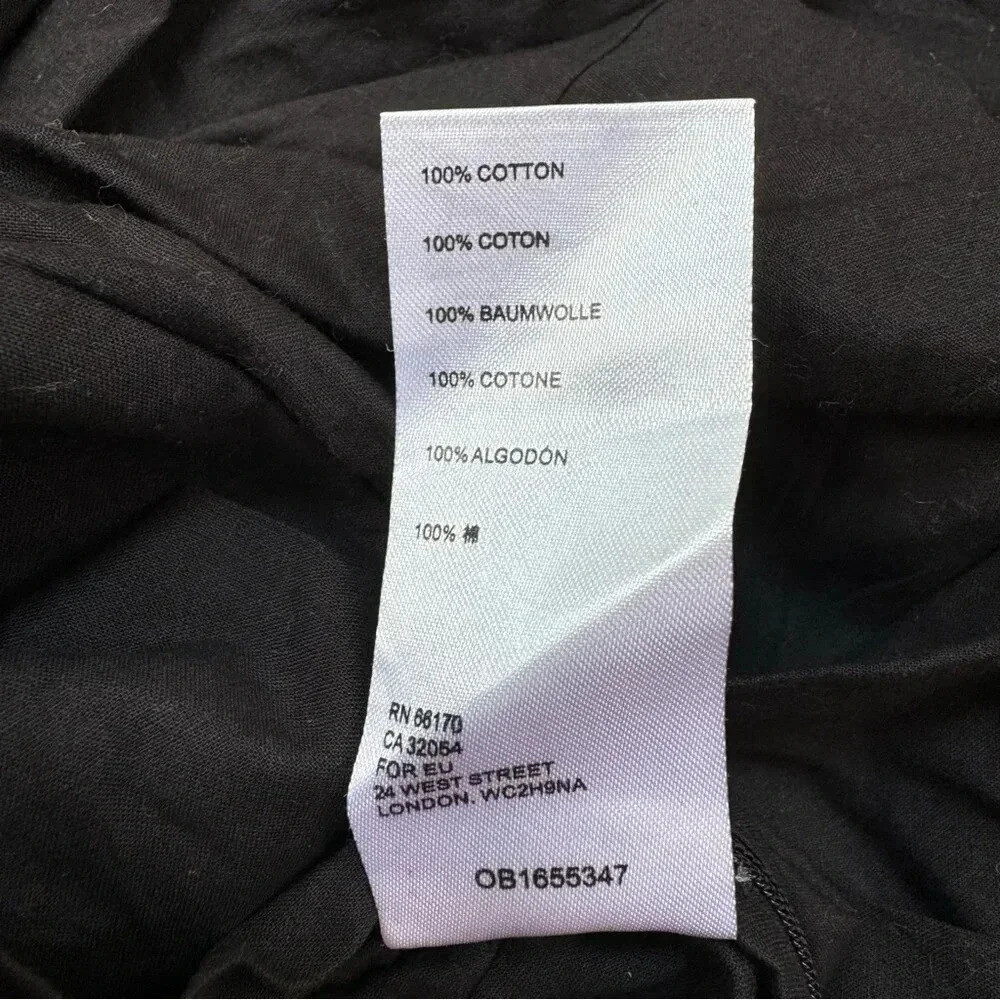 100% COTTON
100% COTON
100% BAUMWOLLE
100% COTONE
100% ALGODÓN
100% 棉
RN 66170
CA 32054
FOR EU
24 WEST STREET
LONDON. WC2H9NA
OB1655347